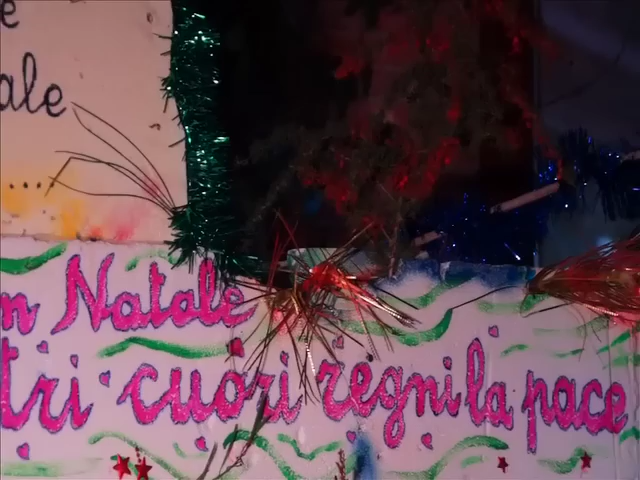 e
ale
....
n Natale
tri cuori regni la pace